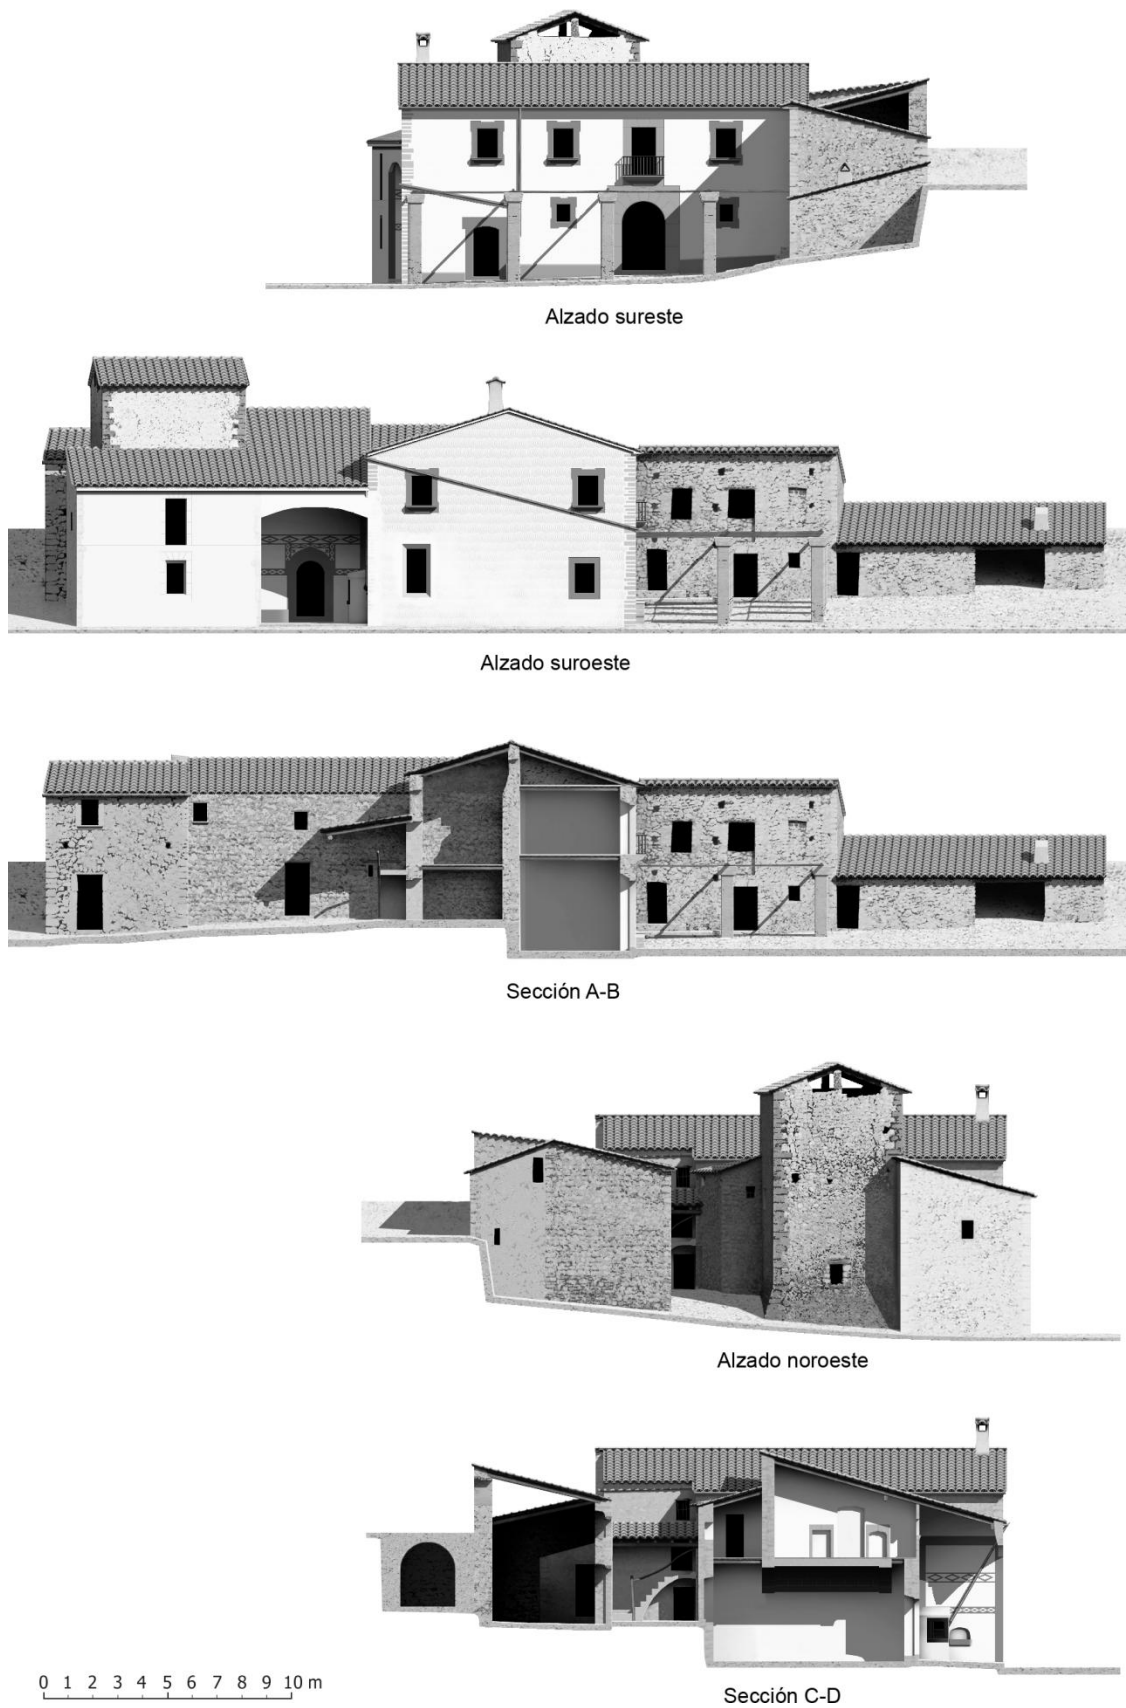 Alzado sureste
Alzado suroeste
Sección A-B
Alzado noroeste
0 1 2 3 4 5 6 7 8 9 10 m
Sección C-D